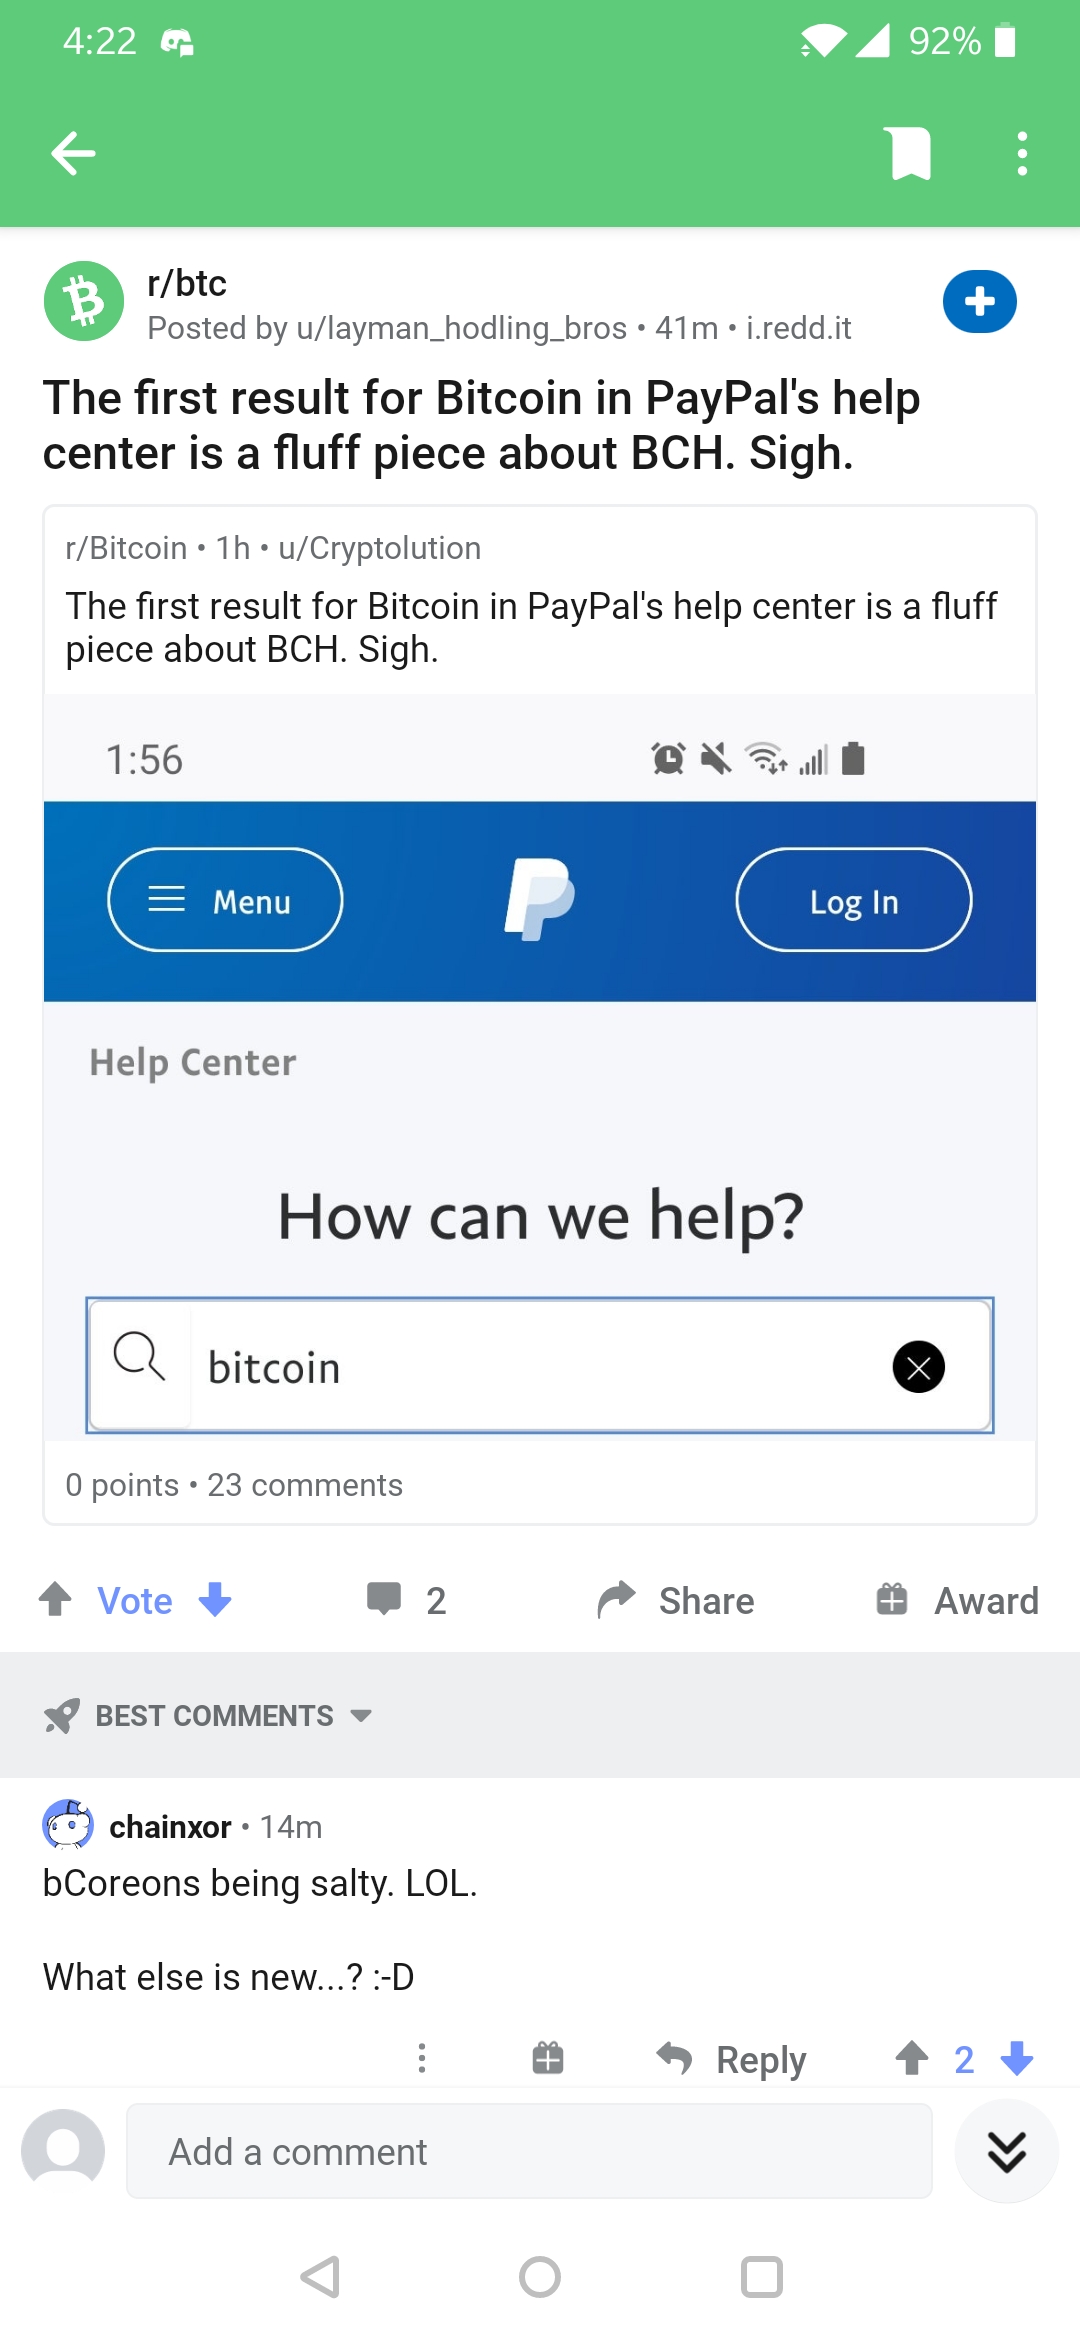 4:22
92%
r/btc
Posted by u/layman_hodling_bros • 41m • i.redd.it
The first result for Bitcoin in PayPal's help
center is a fluff piece about BCH. Sigh.
r/Bitcoin • 1h • u/Cryptolution
The first result for Bitcoin in PayPal's help center is a fluff
piece about BCH. Sigh.
1:56
Menu
Log In
Help Center
How can we help?
bitcoin
0 points • 23 comments
Vote
2
Share
Award
BEST COMMENTS
chainxor • 14m
bCoreons being salty. LOL.
What else is new...? :-D
Reply
2
Add a comment